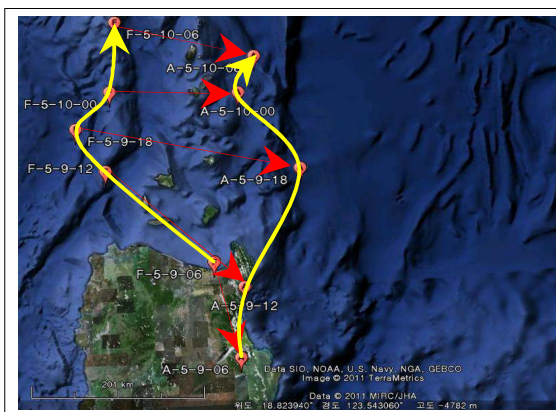 F-5-10-06
A-5-10-06
F-5-10-00
A-5-10-00
F-5-9-18
F-5-9-12
A-5-9-18
F-5-9-06
A-5-9-12
A-5-9-06
Data SIO, NOAA, U.S. Navy, NGA, GEBCO
Image © 2011 TerraMetrics
201 km
Data © 2011 MIRC/JHA
위도 18.823940° 경도 123.543060° 고도 -4782 m